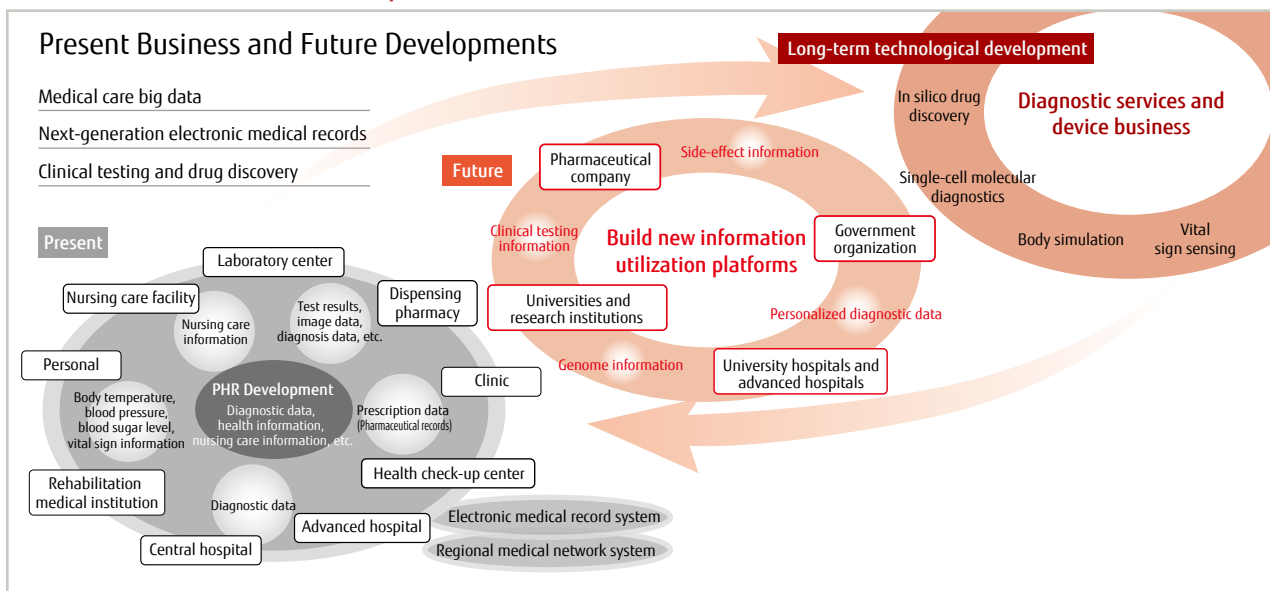 Present Business and Future Developments
Medical care big data
Next-generation electronic medical records
Clinical testing and drug discovery
Long-term technological development
In silico drug
discovery
Diagnostic services and
device business
Single-cell molecular
diagnostics
Body simulation
Vital
sign sensing
Future
Pharmaceutical
company
Side-effect information
Clinical testing
information
Build new information
utilization platforms
Government
organization
Universities and
research institutions
Personalized diagnostic data
Genome information
University hospitals and
advanced hospitals
Present
Laboratory center
Nursing care facility
Nursing care
information
Test results,
image data,
diagnosis data, etc.
Dispensing
pharmacy
Personal
Body temperature,
blood pressure,
blood sugar level,
vital sign information
PHR Development
Diagnostic data,
health information,
nursing care information, etc.
Prescription data
(Pharmaceutical records)
Clinic
Rehabilitation
medical institution
Diagnostic data
Health check-up center
Central hospital
Advanced hospital
Electronic medical record system
Regional medical network system